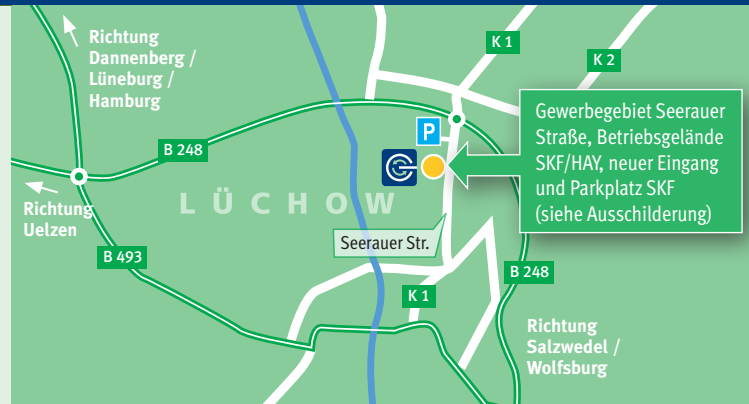 Richtung
Dannenberg /
Lüneburg /
Hamburg
K 1
K 2
Gewerbegebiet Seerauer
Straße, Betriebsgelände
SKF/HAY, neuer Eingang
und Parkplatz SKF
(siehe Ausschilderung)
P
B 248
LÜCHOW
Richtung
Uelzen
Seerauer Str.
B 493
B 248
K 1
Richtung
Salzwedel /
Wolfsburg